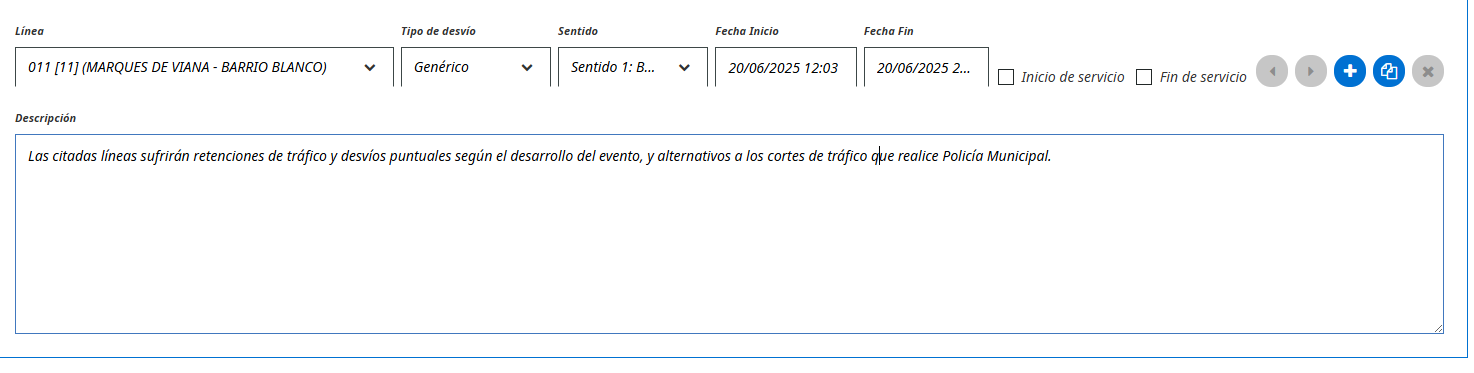 Línea Tipo de desvío Sentido Fecha Inicio Fecha Fin
011 [11] (MARQUES DE VIANA - BARRIO BLANCO) Genérico Sentido 1: B... 20/06/2025 12:03 20/06/2025 2... Inicio de servicio Fin de servicio
Descripción
Las citadas líneas sufrirán retenciones de tráfico y desvíos puntuales según el desarrollo del evento, y alternativos a los cortes de tráfico que realice Policía Municipal.